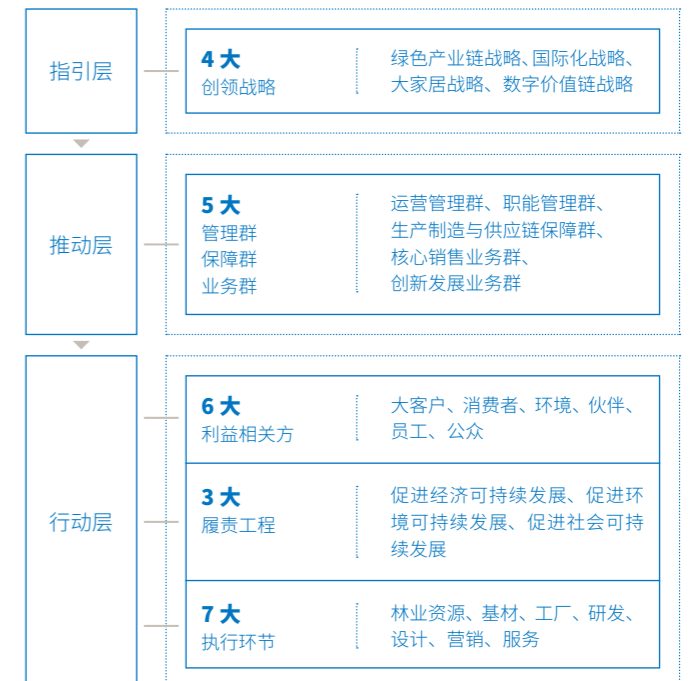 指引层
4 大
创领战略
绿色产业链战略、国际化战略、
大家居战略、数字价值链战略
推动层
5 大
管理群
保障群
业务群
运营管理群、职能管理群、
生产制造与供应链保障群、
核心销售业务群、
创新发展业务群
行动层
6 大
利益相关方
大客户、消费者、环境、伙伴、
员工、公众
3 大
履责工程
促进经济可持续发展、促进环
境可持续发展、促进社会可持
续发展
7 大
执行环节
林业资源、基材、工厂、研发、
设计、营销、服务